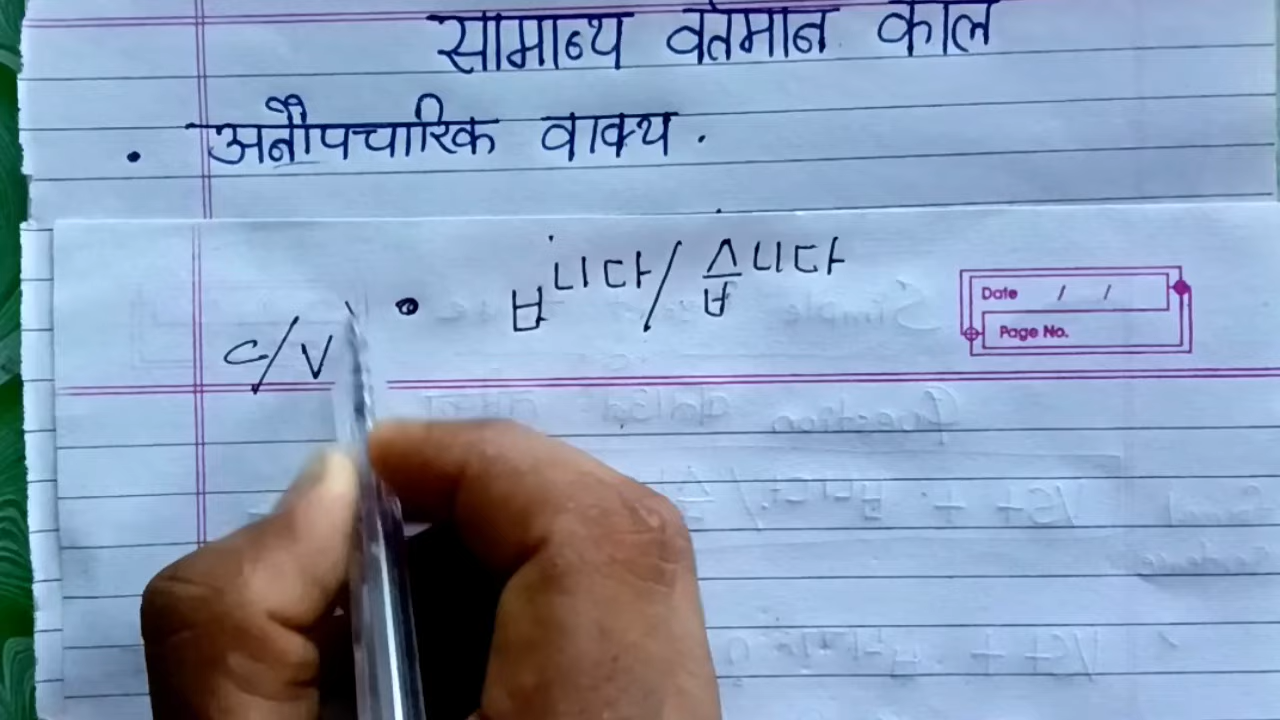 सामान्य वर्तमान काल
• अनौपचारिक वाक्य.
• ㅂ니다/습니다
Date / /
C/V
Page No.